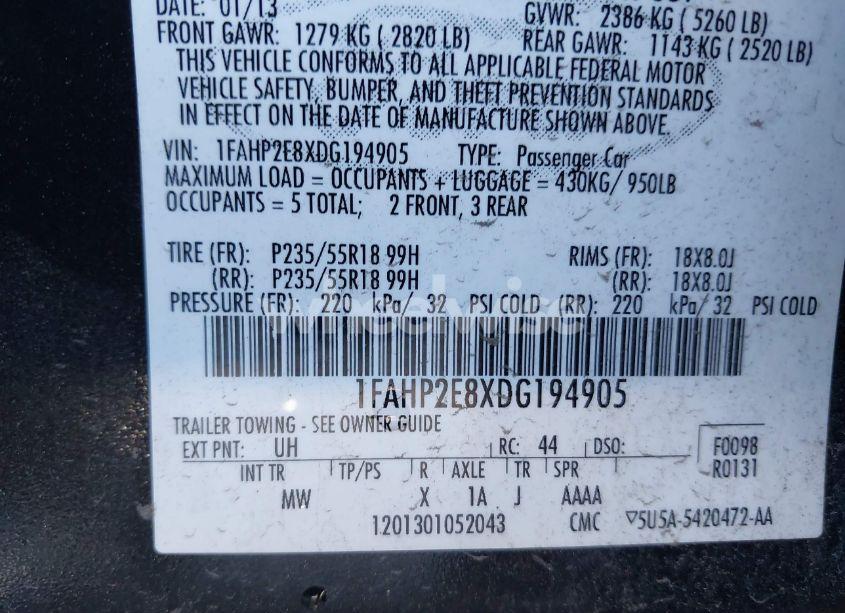 DATE: 01/13
GVWR: 2386 KG ( 5260 LB)
FRONT GAWR: 1279 KG ( 2820 LB) REAR GAWR: 1143 KG ( 2520 LB)
THIS VEHICLE CONFORMS TO ALL APPLICABLE FEDERAL MOTOR
VEHICLE SAFETY, BUMPER, AND THEFT PREVENTION STANDARDS
IN EFFECT ON THE DATE OF MANUFACTURE SHOWN ABOVE.
VIN: 1FAHP2E8XDG194905 TYPE: Passenger Car
MAXIMUM LOAD = OCCUPANTS + LUGGAGE = 430KG/ 950LB
OCCUPANTS = 5 TOTAL; 2 FRONT, 3 REAR
TIRE (FR): P235/55R18 99H RIMS (FR): 18X8.0J
(RR): P235/55R18 99H (RR): 18X8.0J
PRESSURE (FR): 220 kPa/ 32 PSI COLD (RR): 220 kPa/ 32 PSI COLD
wheelwise
1FAHP2E8XDG194905
TRAILER TOWING - SEE OWNER GUIDE
EXT PNT: UH RC: 44 DSO: F0098
INT TR TP/PS R AXLE TR SPR R0131
MW X 1A J AAAA
1201301052043 CMC ▽5U5A-5420472-AA